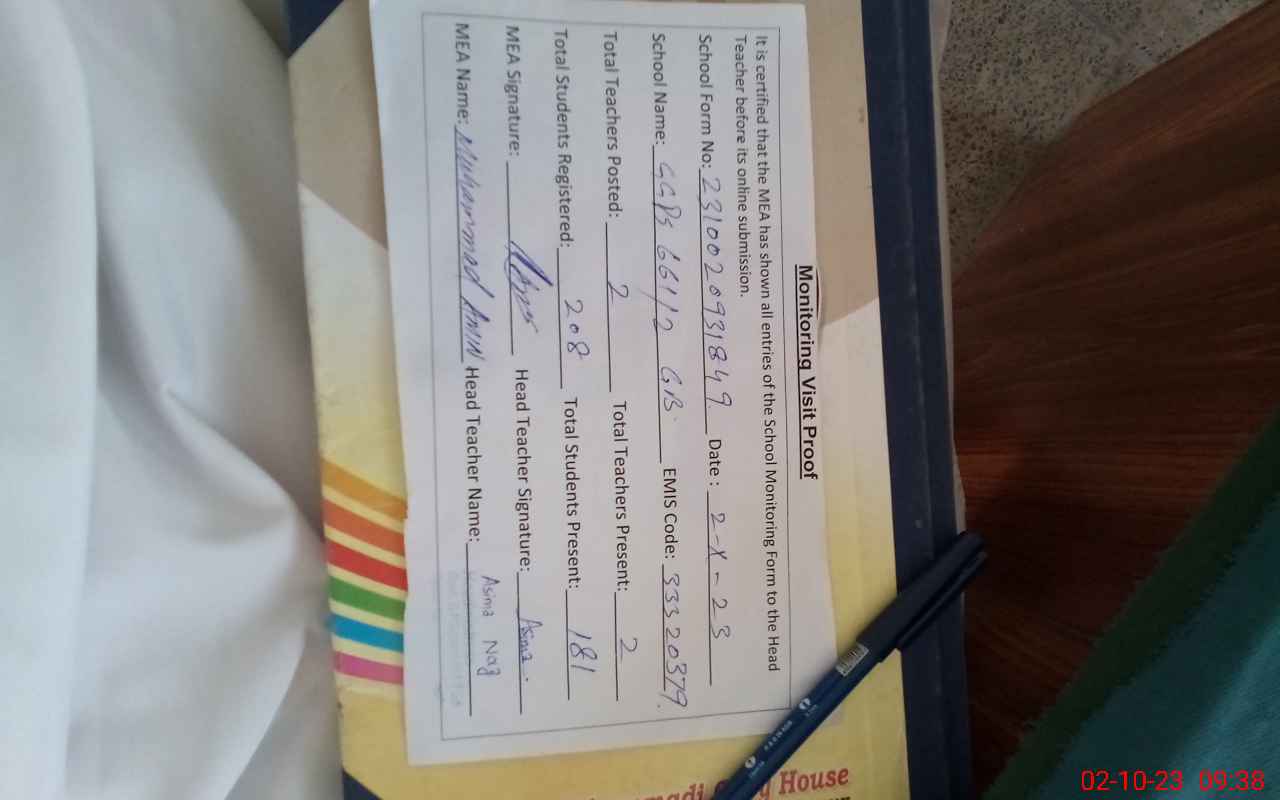 Monitoring Visit Proof
It is certified that the MEA has shown all entries of the School Monitoring Form to the Head
Teacher before its online submission.
School Form No: 2310020931849 Date : 2-X-23
School Name: GGPS 661/2 GB. EMIS Code: 33320379.
Total Teachers Posted: 2 Total Teachers Present: 2
Total Students Registered: 208 Total Students Present: 181
MEA Signature: Head Teacher Signature: Asima.
MEA Name: Muhammad Amin Head Teacher Name: Asima Naz
House
02-10-23 09:38